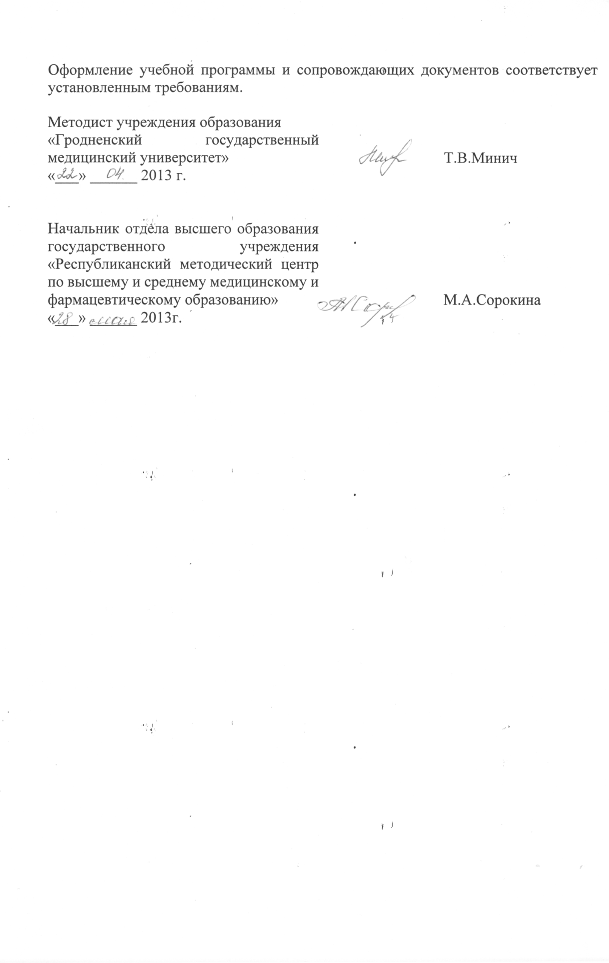 Оформление учебной программы и сопровождающих документов соответствует
установленным требованиям.
Методист учреждения образования
«Гродненский государственный
медицинский университет» Т.В.Минич
«22» 04 2013 г.
Начальник отдела высшего образования
государственного учреждения
«Республиканский методический центр
по высшему и среднему медицинскому и
фармацевтическому образованию» М.А.Сорокина
«28» мая 2013г.